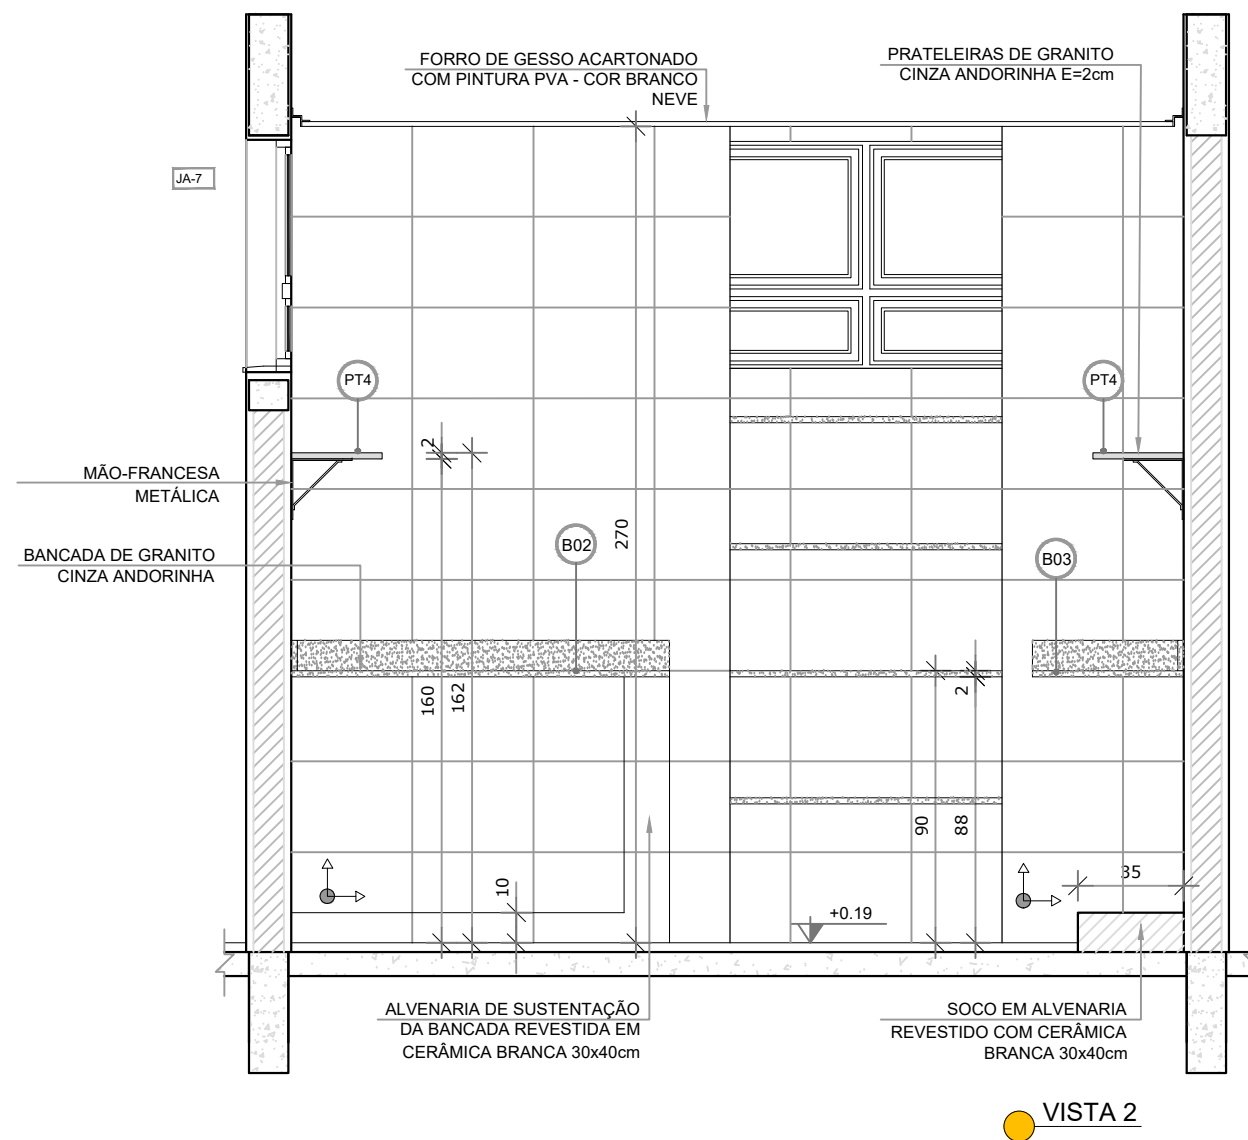 FORRO DE GESSO ACARTONADO
COM PINTURA PVA - COR BRANCO
NEVE
PRATELEIRAS DE GRANITO
CINZA ANDORINHA E=2cm
JA-7
PT4
PT4
2
MÃO-FRANCESA
METÁLICA
270
B02
B03
BANCADA DE GRANITO
CINZA ANDORINHA
160
162
2
90
88
10
35
+0.19
ALVENARIA DE SUSTENTAÇÃO
DA BANCADA REVESTIDA EM
CERÂMICA BRANCA 30x40cm
SOCO EM ALVENARIA
REVESTIDO COM CERÂMICA
BRANCA 30x40cm
VISTA 2